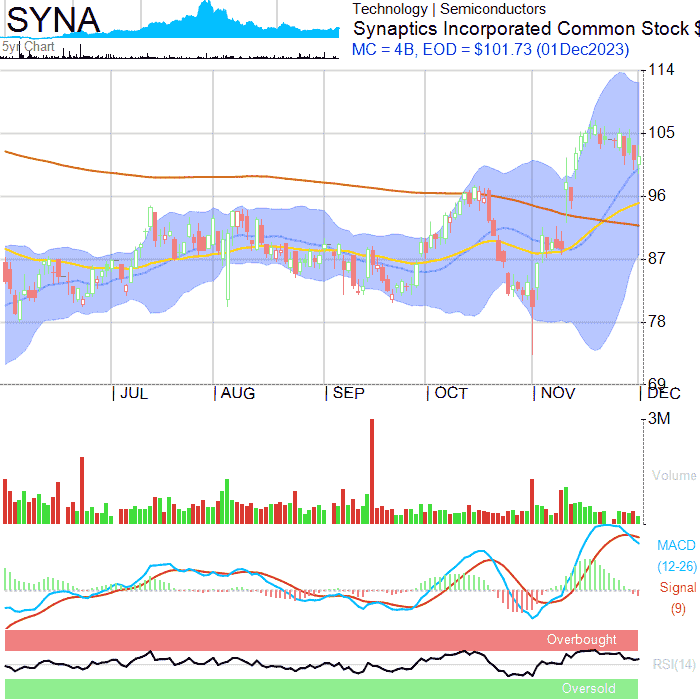 SYNA
5yr Chart
Technology | Semiconductors
Synaptics Incorporated Common Stock $
MC = 4B, EOD = $101.73 (01Dec2023)
114
105
96
87
78
69
JUL
AUG
SEP
OCT
NOV
DEC
3M
Volume
MACD
(12-26)
Signal
(9)
Overbought
RSI(14)
Oversold